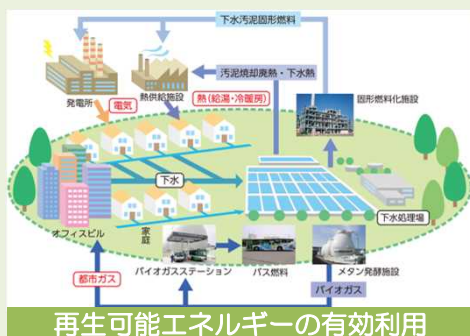 下水汚泥固形燃料
汚泥焼却廃熱・下水熱
発電所
熱供給施設
電気
熱(給湯・冷暖房)
固形燃料化施設
下水
下水処理場
オフィスビル
家庭
バイオガスステーション
バス燃料
メタン発酵施設
都市ガス
バイオガス
再生可能エネルギーの有効利用